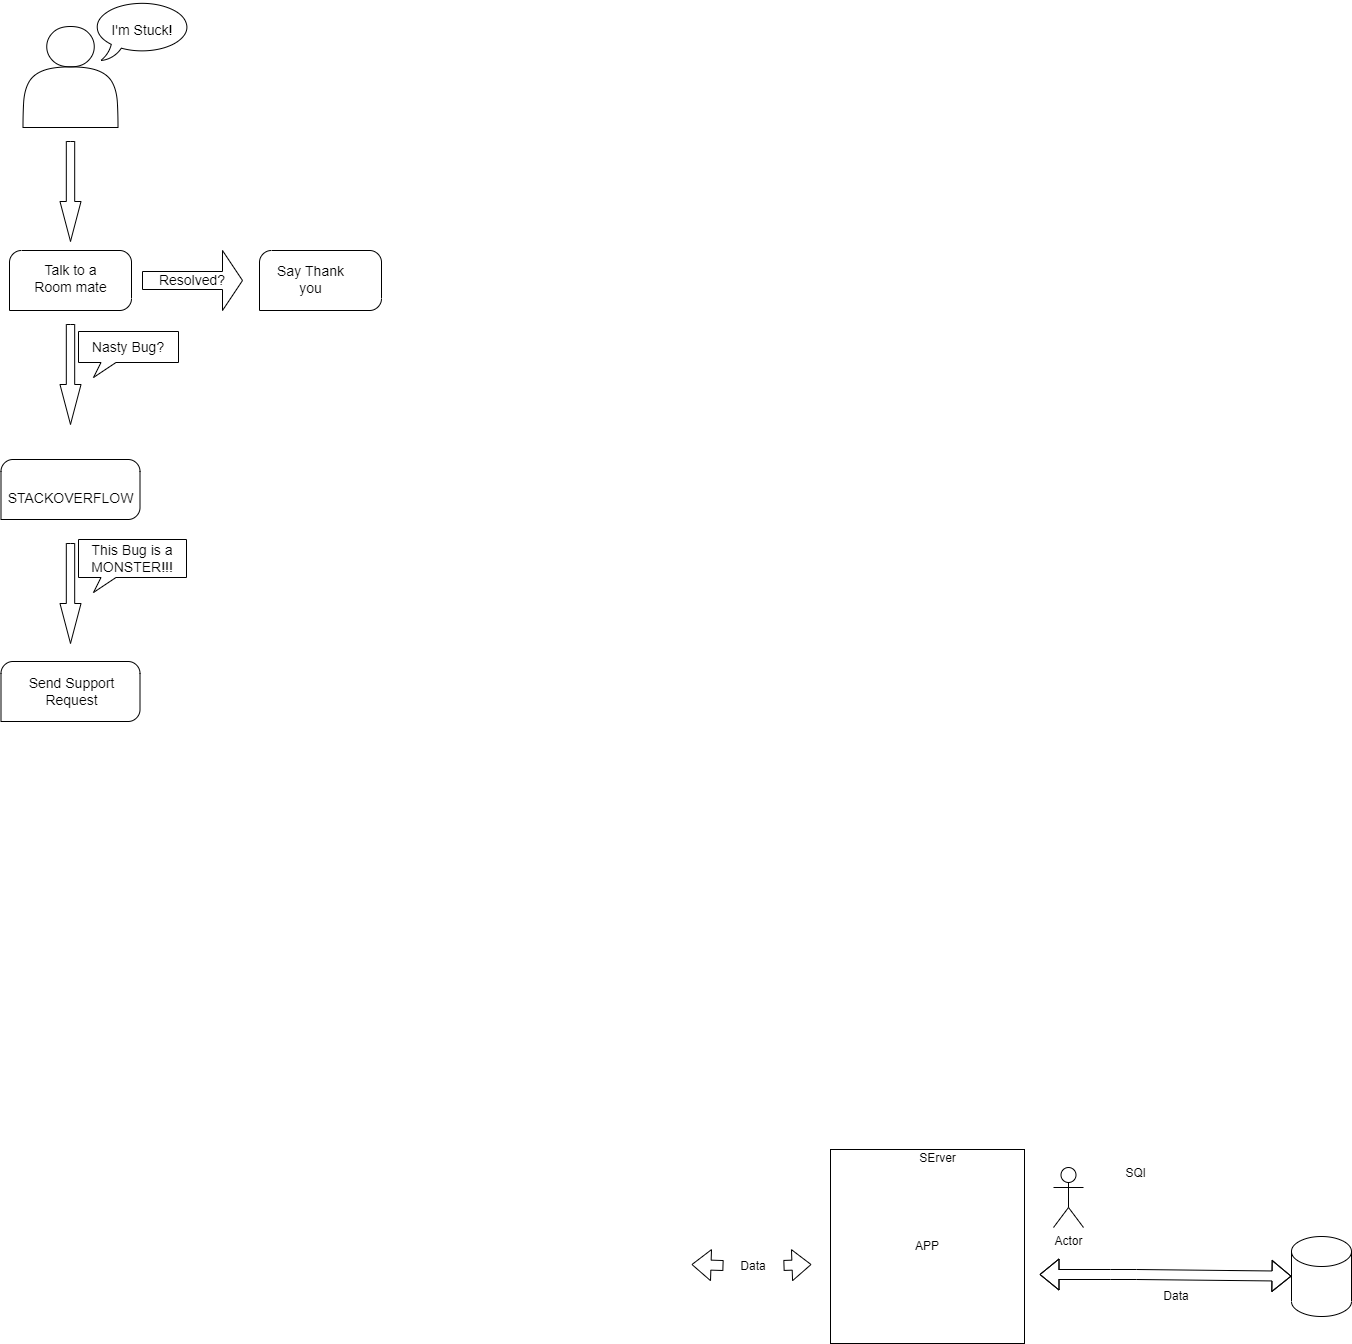 I'm Stuck!
Talk to a
Room mate
Resolved?
Say Thank
you
Nasty Bug?
STACKOVERFLOW
This Bug is a
MONSTER!!!
Send Support
Request
SErver
SQl
APP
Actor
Data
Data